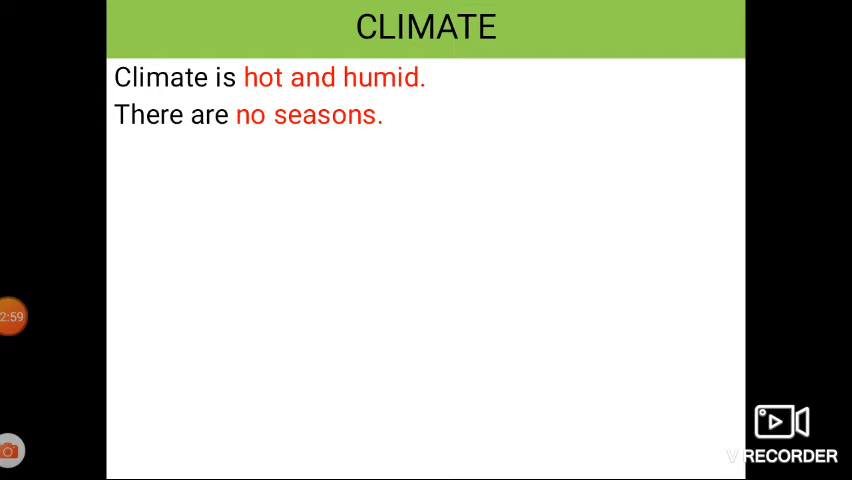 CLIMATE
Climate is hot and humid.
There are no seasons.
2:59
V RECORDER